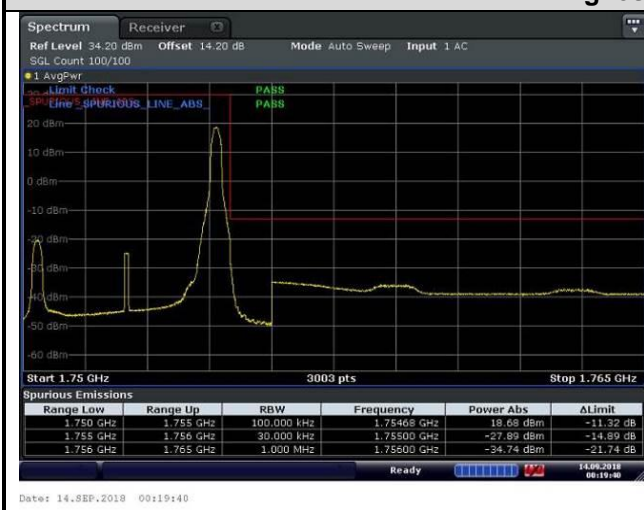 Spectrum Receiver
Ref Level 34.20 dBm Offset 14.20 dB Mode Auto Sweep Input 1 AC
SGL Count 100/100
1 AvgPwr
Limit Check PASS
Line _SPURIOUS_LINE_ABS_ PASS
20 dBm
10 dBm
0 dBm
-10 dBm
-20 dBm
-30 dBm
-40 dBm
-50 dBm
-60 dBm
Start 1.75 GHz 3003 pts Stop 1.765 GHz
Spurious Emissions
Range Low Range Up RBW Frequency Power Abs ΔLimit
1.750 GHz 1.755 GHz 100.000 kHz 1.75468 GHz 18.68 dBm -11.32 dB
1.755 GHz 1.756 GHz 30.000 kHz 1.75500 GHz -27.89 dBm -14.89 dB
1.756 GHz 1.765 GHz 1.000 MHz 1.75600 GHz -34.74 dBm -21.74 dB
Ready 14.09.2018
00:19:40
Date: 14.SEP.2018 00:19:40